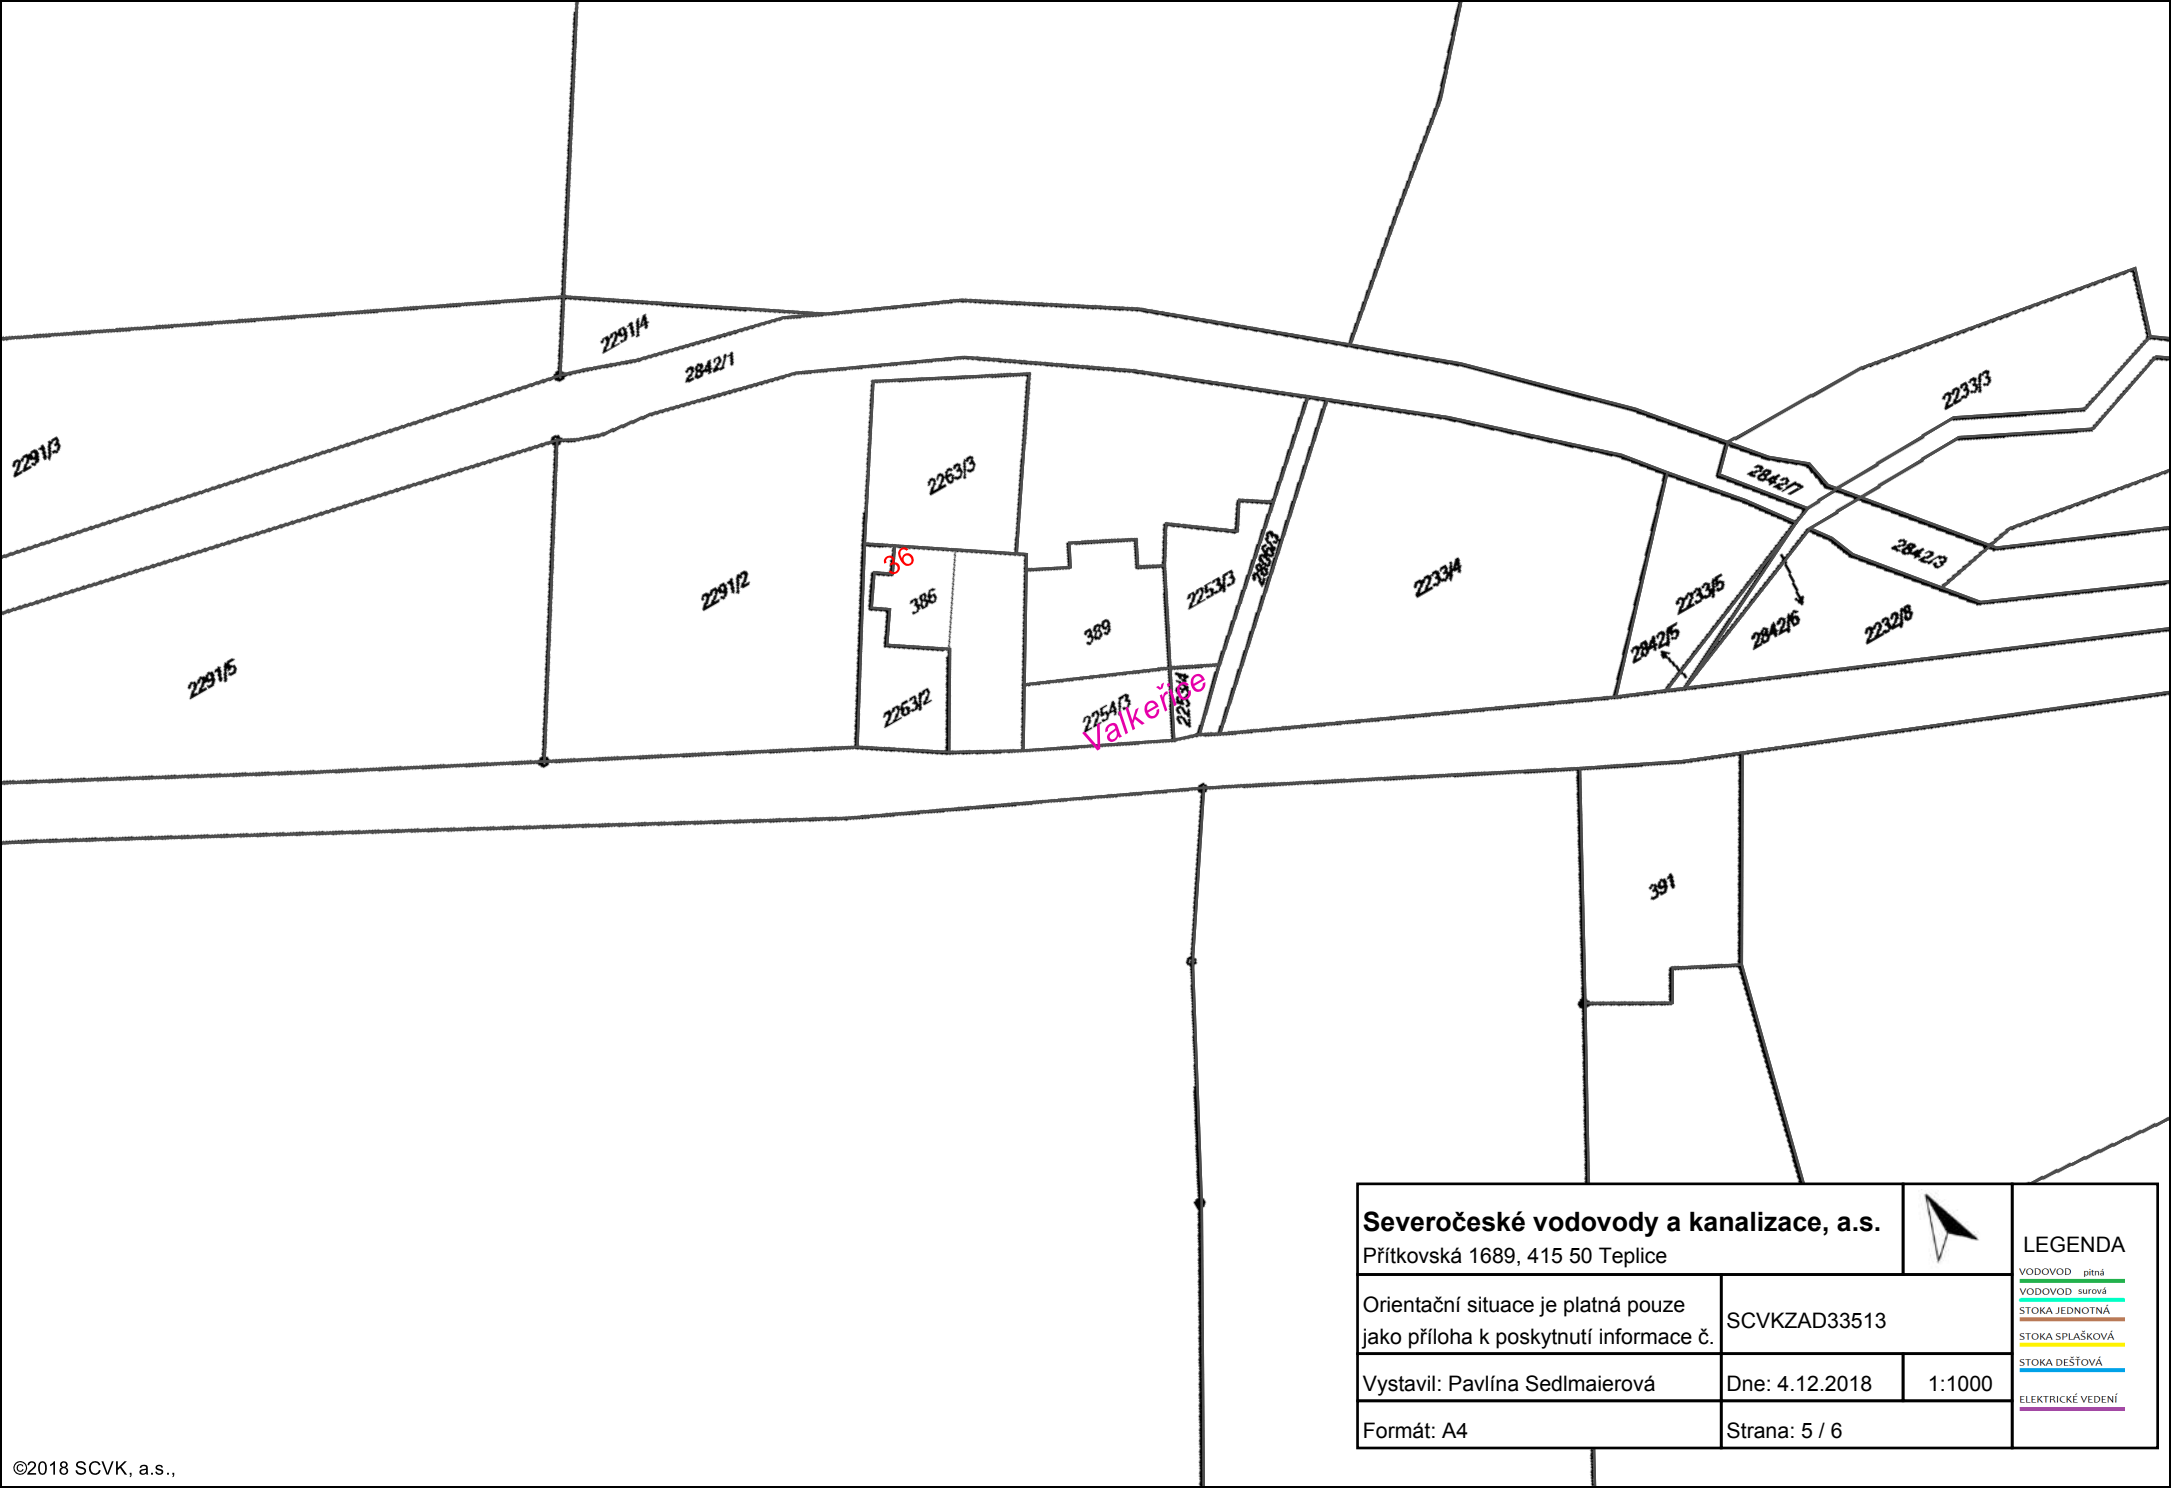 2291/4
2842/1
2233/3
2291/3
2263/3
2842/7
36
2842/3
2806/3
2291/2
386
2253/3
2233/4
2233/5
389
2842/5
2842/6
2232/8
2291/5
2263/2
2254/3
2253/4
Valkeřice
391
Severočeské vodovody a kanalizace, a.s.
Přítkovská 1689, 415 50 Teplice
Orientační situace je platná pouze
jako příloha k poskytnutí informace č.
SCVKZAD33513
Vystavil: Pavlína Sedlmaierová
Dne: 4.12.2018
1:1000
Formát: A4
Strana: 5 / 6
LEGENDA
VODOVOD pitná
VODOVOD surová
STOKA JEDNOTNÁ
STOKA SPLAŠKOVÁ
STOKA DEŠŤOVÁ
ELEKTRICKÉ VEDENÍ
©2018 SCVK, a.s.,